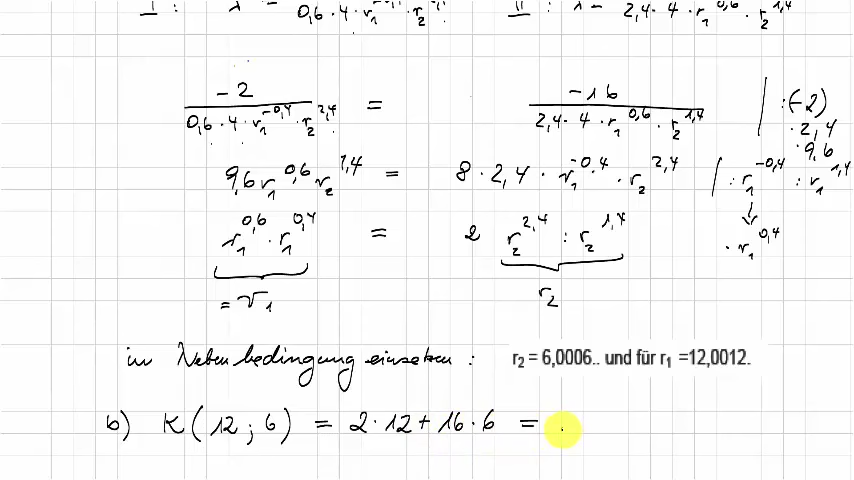 I : λ = 0,6 · 4 · r₁ · r₂ II : λ = 2,4 · 4 · r₁^0,6 · r₂^1,4
-2 / (0,6 · 4 · r₁^-0,4 · r₂^2,4) = -16 / (2,4 · 4 · r₁^0,6 · r₂^1,4) | : (-2)
· 2,4
· 9,6
9,6 r₁^0,6 r₂^1,4 = 8 · 2,4 · r₁^-0,4 · r₂^2,4 | : r₁^-0,4 : r₁^1,4
r₁^0,6 · r₁^0,4 = 2 r₂^2,4 : r₂^1,4 · r₁^0,4
= r₁ r₂
in Nebenbedingung einsetzen : r₂ = 6,0006.. und für r₁ =12,0012.
b) K ( 12 ; 6 ) = 2 · 12 + 16 · 6 =